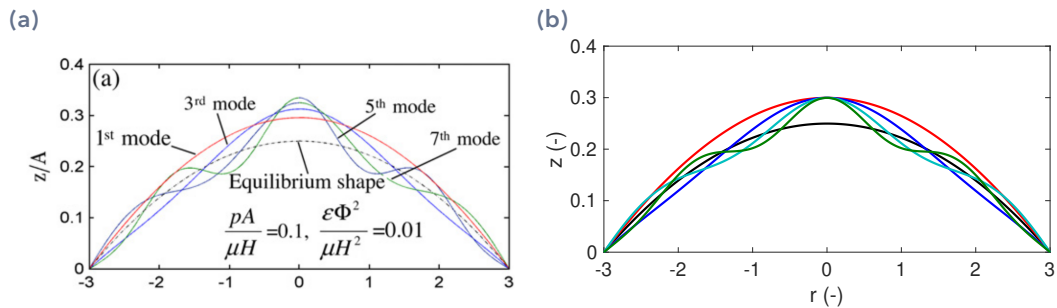 (a)
(b)
(a)
0.4
0.3
0.2
0.1
0
z/A
3rd mode
5th mode
1st mode
7th mode
Equilibrium shape
pA/μH=0.1, εΦ²/μH²=0.01
-3 -2 -1 0 1 2 3
0.4
0.3
0.2
0.1
0
z (-)
-3 -2 -1 0 1 2 3
r (-)